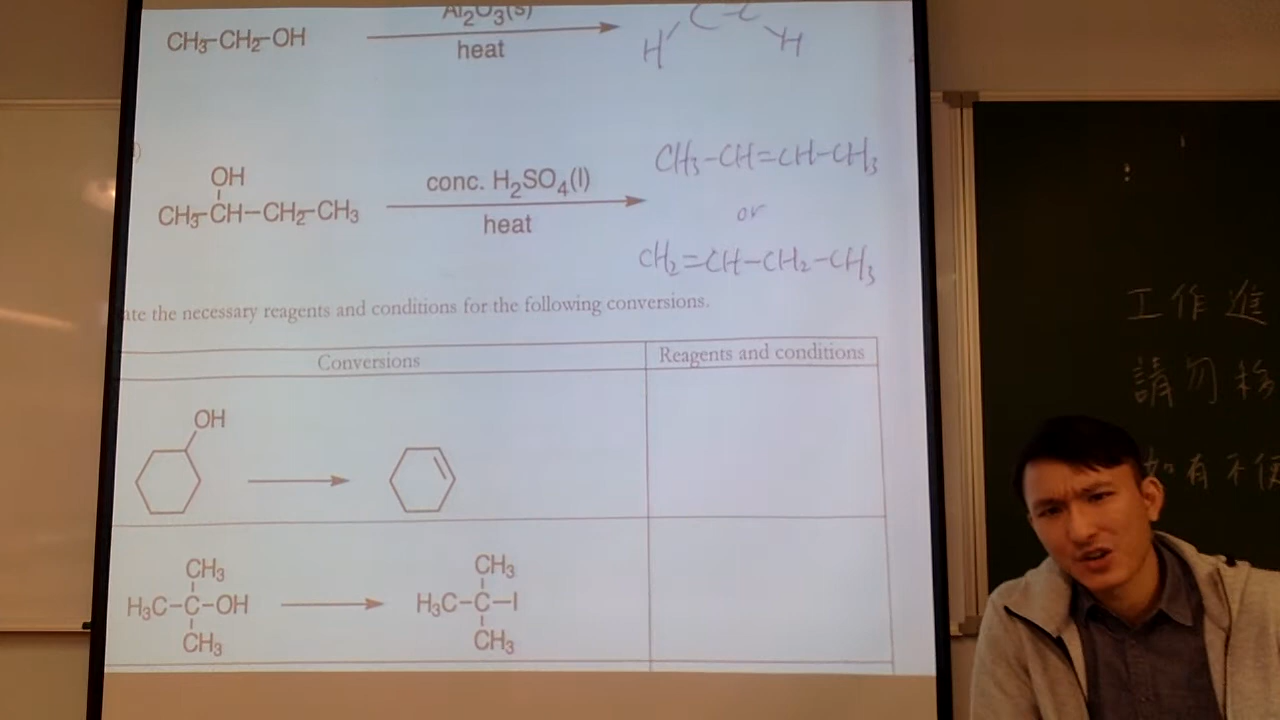 CH₃-CH₂-OH
Al₂O₃(s)
heat
H
C-C
H
OH
CH₃-CH-CH₂-CH₃
conc. H₂SO₄(l)
heat
CH₃-CH=CH-CH₃
or
CH₂=CH-CH₂-CH₃
the necessary reagents and conditions for the following conversions.
Conversions
Reagents and conditions
OH
CH₃
H₃C-C-OH
CH₃
CH₃
H₃C-C-I
CH₃
工作進
請勿移
如有不便